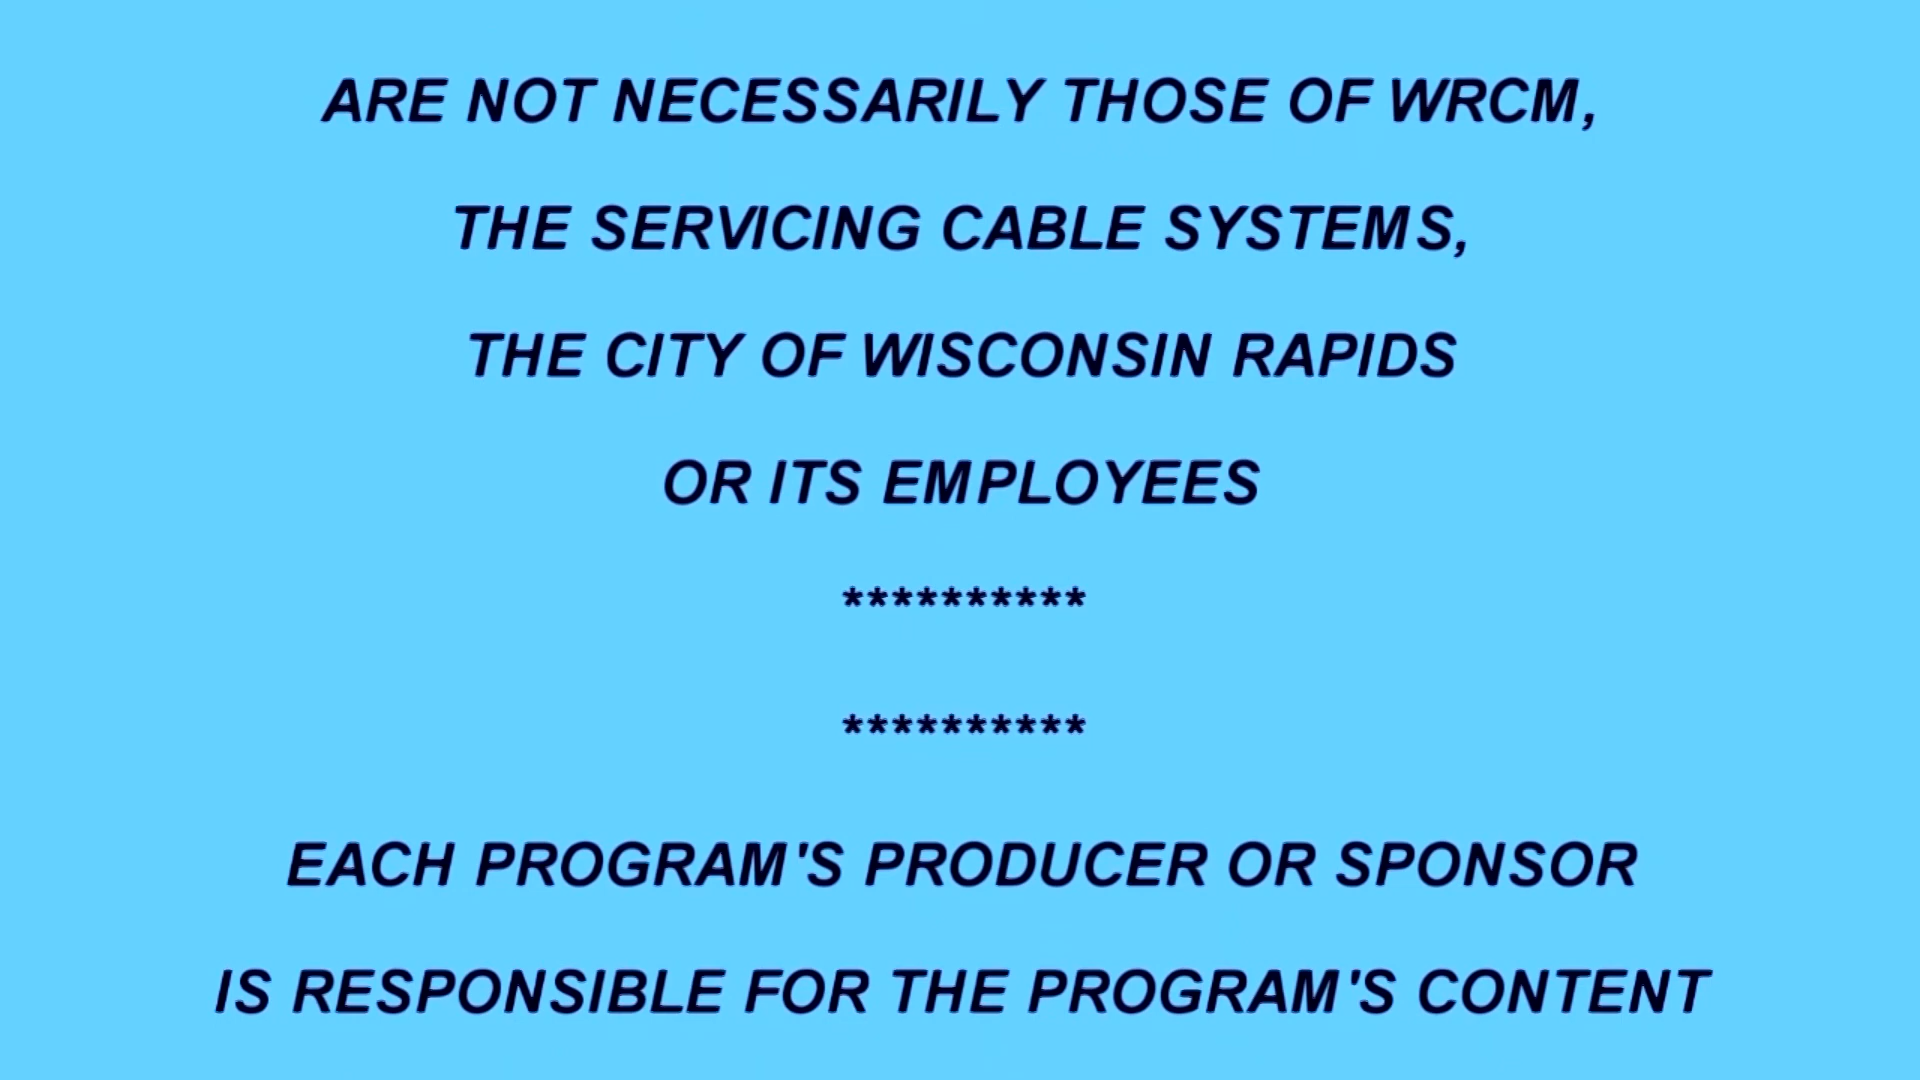 ARE NOT NECESSARILY THOSE OF WRCM,
THE SERVICING CABLE SYSTEMS,
THE CITY OF WISCONSIN RAPIDS
OR ITS EMPLOYEES
**********
**********
EACH PROGRAM'S PRODUCER OR SPONSOR
IS RESPONSIBLE FOR THE PROGRAM'S CONTENT